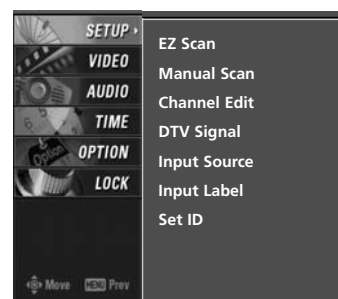 SETUP
VIDEO
AUDIO
TIME
OPTION
LOCK
Move MENU Prev
EZ Scan
Manual Scan
Channel Edit
DTV Signal
Input Source
Input Label
Set ID